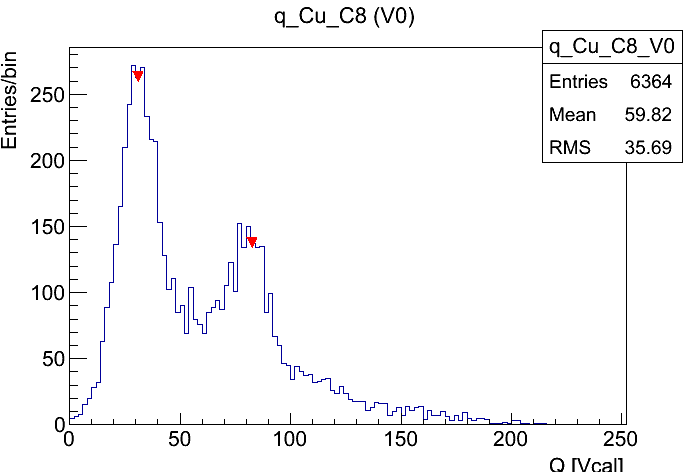 q_Cu_C8 (V0)
q_Cu_C8_V0
Entries 6364
Mean 59.82
RMS 35.69
Entries/bin
250
200
150
100
50
0
0 50 100 150 200 250
Q [Vcal]